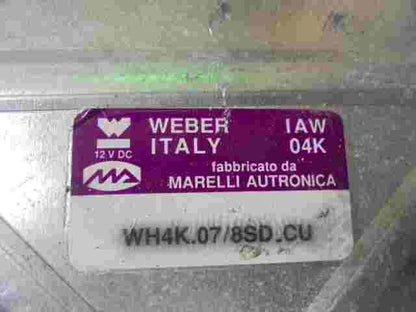 WEBER IAW
12 V DC
ITALY 04K
fabbricato da
MARELLI AUTRONICA
WH4K.07/8SD.CU